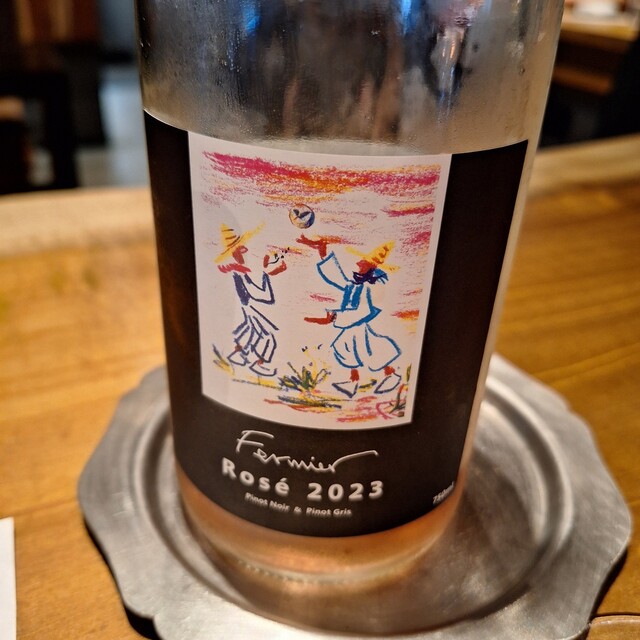 Fermier
Rosé 2023
Pinot Noir & Pinot Gris
750ml